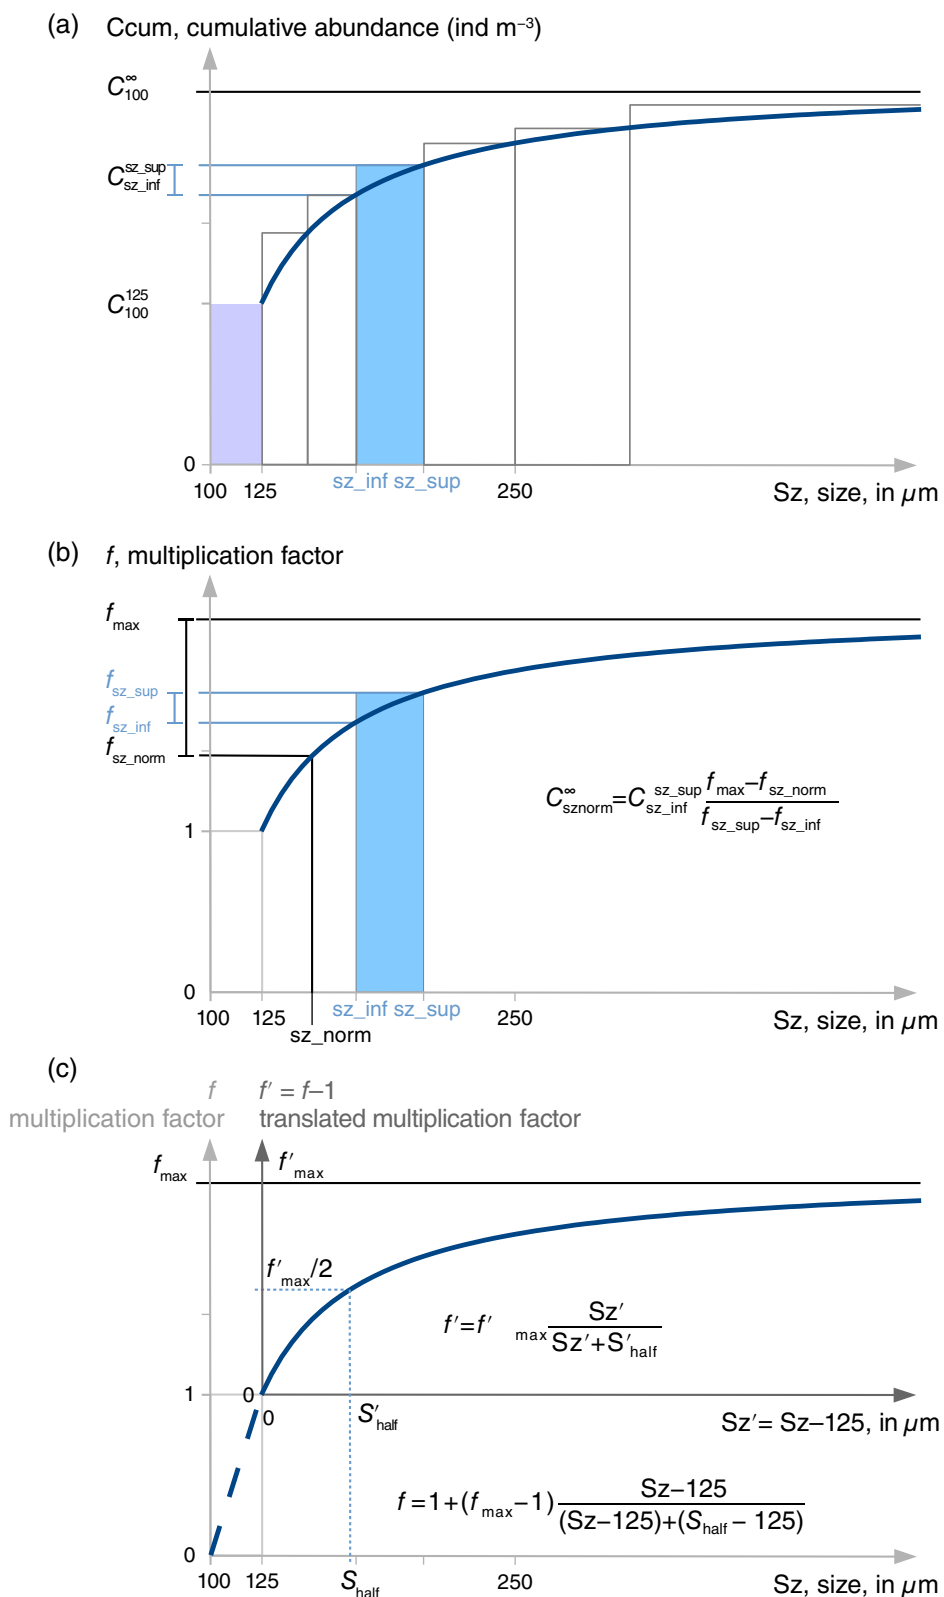 (a) Ccum, cumulative abundance (ind m⁻³)
C∞100
Csz_supsz_inf
C125100
0
100 125 sz_inf sz_sup 250
Sz, size, in µm
(b) f, multiplication factor
fmax
fsz_sup
fsz_inf
fsz_norm
C∞sznorm=Csz_supsz_inf fmax–fsz_norm
fsz_sup–fsz_inf
1
0
100 125 sz_inf sz_sup 250
sz_norm
Sz, size, in µm
(c)
f f′ = f–1
multiplication factor translated multiplication factor
fmax f′max
f′max/2
f′=f′max Sz′
Sz′+S′half
1 0
0 S′half
Sz′= Sz–125, in µm
f=1+(fmax–1) Sz–125
(Sz–125)+(Shalf – 125)
0
100 125 Shalf 250
Sz, size, in µm